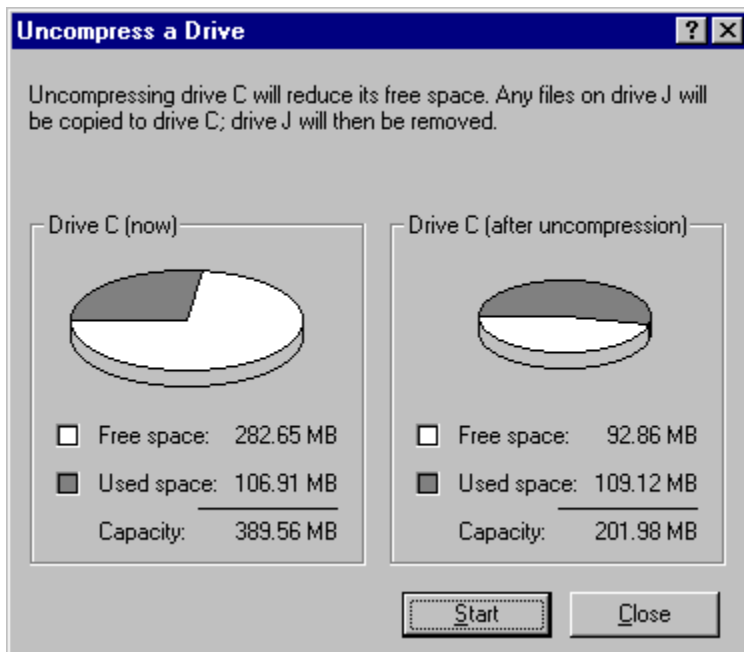 Uncompress a Drive
Uncompressing drive C will reduce its free space. Any files on drive J will
be copied to drive C; drive J will then be removed.
Drive C (now)
Free space: 282.65 MB
Used space: 106.91 MB
Capacity: 389.56 MB
Drive C (after uncompression)
Free space: 92.86 MB
Used space: 109.12 MB
Capacity: 201.98 MB
Start
Close